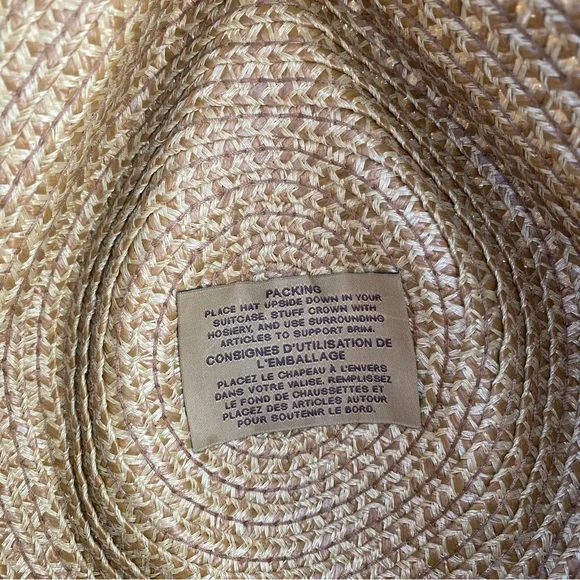 PACKING
PLACE HAT UPSIDE DOWN IN YOUR
SUITCASE. STUFF CROWN WITH
HOSIERY, AND USE SURROUNDING
ARTICLES TO SUPPORT BRIM.
CONSIGNES D'UTILISATION DE
L'EMBALLAGE
PLACEZ LE CHAPEAU À L'ENVERS
DANS VOTRE VALISE. REMPLISSEZ
LE FOND DE CHAUSSETTES ET
PLACEZ DES ARTICLES AUTOUR
POUR SOUTENIR LE BORD.